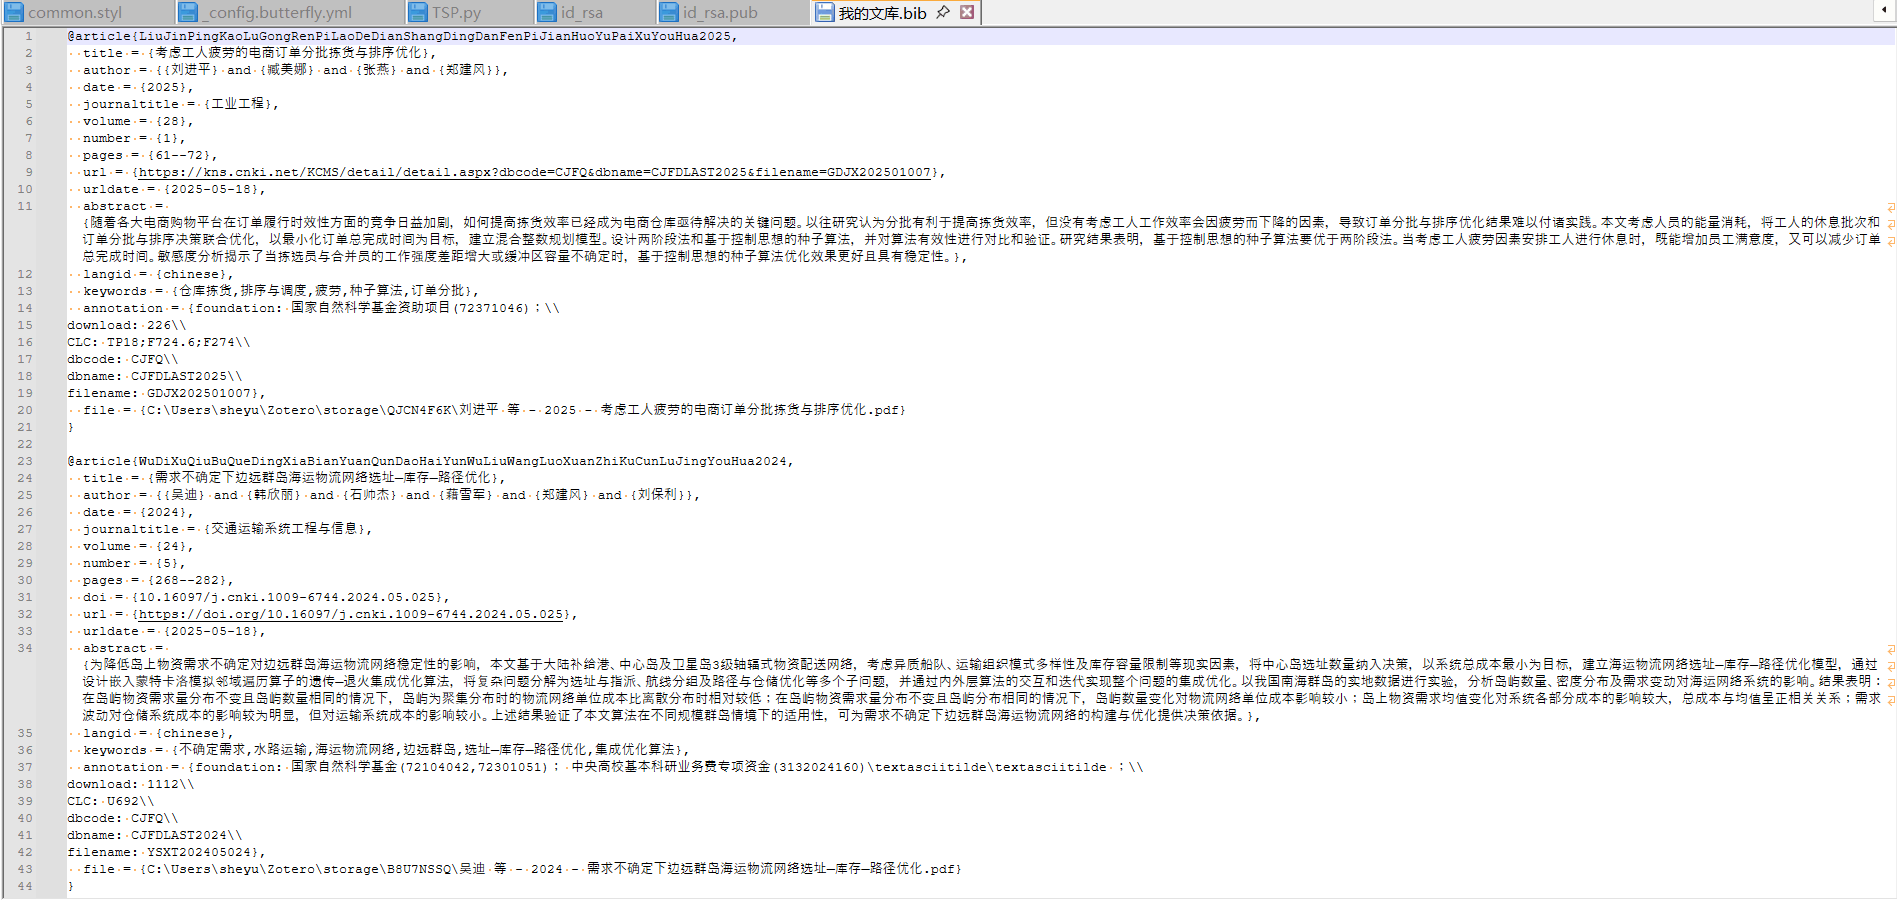 common.styl _config.butterfly.yml TSP.py id_rsa id_rsa.pub 我的文库.bib
1 @article{LiuJinPingKaoLuGongRenPiLaoDeDianShangDingDanFenPiJianHuoYuPaiXuYouHua2025,
2 title = {考虑工人疲劳的电商订单分批拣货与排序优化},
3 author = {{刘进平} and {臧美娜} and {张燕} and {郑建风}},
4 date = {2025},
5 journaltitle = {工业工程},
6 volume = {28},
7 number = {1},
8 pages = {61--72},
9 url = {https://kns.cnki.net/KCMS/detail/detail.aspx?dbcode=CJFQ&dbname=CJFDLAST2025&filename=GDJX202501007},
10 urldate = {2025-05-18},
11 abstract =
{随着各大电商购物平台在订单履行时效性方面的竞争日益加剧，如何提高拣货效率已经成为电商仓库亟待解决的关键问题。以往研究认为分批有利于提高拣货效率，但没有考虑工人工作效率会因疲劳而下降的因素，导致订单分批与排序优化结果难以付诸实践。本文考虑人员的能量消耗，将工人的休息批次和
订单分批与排序决策联合优化，以最小化订单总完成时间为目标，建立混合整数规划模型。设计两阶段法和基于控制思想的种子算法，并对算法有效性进行对比和验证。研究结果表明，基于控制思想的种子算法要优于两阶段法。当考虑工人疲劳因素安排工人进行休息时，既能增加员工满意度，又可以减少订单
总完成时间。敏感度分析揭示了当拣选员与合并员的工作强度差距增大或缓冲区容量不确定时，基于控制思想的种子算法优化效果更好且具有稳定性。},
12 langid = {chinese},
13 keywords = {仓库拣货,排序与调度,疲劳,种子算法,订单分批},
14 annotation = {foundation: 国家自然科学基金资助项目(72371046)；\\
15 download: 226\\
16 CLC: TP18;F724.6;F274\\
17 dbcode: CJFQ\\
18 dbname: CJFDLAST2025\\
19 filename: GDJX202501007},
20 file = {C:\Users\sheyu\Zotero\storage\QJCN4F6K\刘进平 等 - 2025 - 考虑工人疲劳的电商订单分批拣货与排序优化.pdf}
21 }
22
23 @article{WuDiXuQiuBuQueDingXiaBianYuanQunDaoHaiYunWuLiuWangLuoXuanZhiKuCunLuJingYouHua2024,
24 title = {需求不确定下边远群岛海运物流网络选址—库存—路径优化},
25 author = {{吴迪} and {韩欣丽} and {石帅杰} and {藉雪军} and {郑建风} and {刘保利}},
26 date = {2024},
27 journaltitle = {交通运输系统工程与信息},
28 volume = {24},
29 number = {5},
30 pages = {268--282},
31 doi = {10.16097/j.cnki.1009-6744.2024.05.025},
32 url = {https://doi.org/10.16097/j.cnki.1009-6744.2024.05.025},
33 urldate = {2025-05-18},
34 abstract =
{为降低岛上物资需求不确定对边远群岛海运物流网络稳定性的影响，本文基于大陆补给港、中心岛及卫星岛3级轴辐式物资配送网络，考虑异质船队、运输组织模式多样性及库存容量限制等现实因素，将中心岛选址数量纳入决策，以系统总成本最小为目标，建立海运物流网络选址—库存—路径优化模型，通过
设计嵌入蒙特卡洛模拟邻域遍历算子的遗传—退火集成优化算法，将复杂问题分解为选址与指派、航线分组及路径与仓储优化等多个子问题，并通过内外层算法的交互和迭代实现整个问题的集成优化。以我国南海群岛的实地数据进行实验，分析岛屿数量、密度分布及需求变动对海运网络系统的影响。结果表明：
在岛屿物资需求量分布不变且岛屿数量相同的情况下，岛屿为聚集分布时的物流网络单位成本比离散分布时相对较低；在岛屿物资需求量分布不变且岛屿分布相同的情况下，岛屿数量变化对物流网络单位成本影响较小；岛上物资需求均值变化对系统各部分成本的影响较大，总成本与均值呈正相关关系；需求
波动对仓储系统成本的影响较为明显，但对运输系统成本的影响较小。上述结果验证了本文算法在不同规模群岛情境下的适用性，可为需求不确定下边远群岛海运物流网络的构建与优化提供决策依据。},
35 langid = {chinese},
36 keywords = {不确定需求,水路运输,海运物流网络,边远群岛,选址—库存—路径优化,集成优化算法},
37 annotation = {foundation: 国家自然科学基金(72104042,72301051)； 中央高校基本科研业务费专项资金(3132024160)\textasciitilde\textasciitilde ；\\
38 download: 1112\\
39 CLC: U692\\
40 dbcode: CJFQ\\
41 dbname: CJFDLAST2024\\
42 filename: YSXT202405024},
43 file = {C:\Users\sheyu\Zotero\storage\B8U7NSSQ\吴迪 等 - 2024 - 需求不确定下边远群岛海运物流网络选址—库存—路径优化.pdf}
44 }